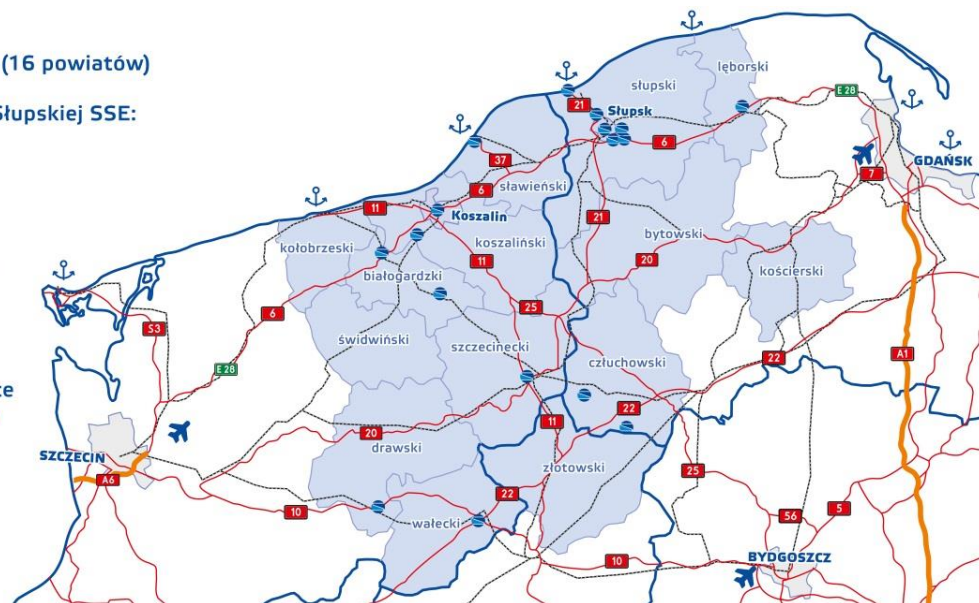 (16 powiatów)
Słupskiej SSE:
lęborski
słupski
E 28
21
Słupsk
6
37
GDAŃSK
7
sławieński
6
11
Koszalin
21
bytowski
kołobrzeski
koszaliński
11
20
białogardzki
kościerski
25
6
S3
świdwiński
szczecinecki
22
A1
człuchowski
E 28
22
11
20
drawski
SZCZECIN
złotowski
25
A6
22
10
wałecki
56
5
BYDGOSZCZ
10